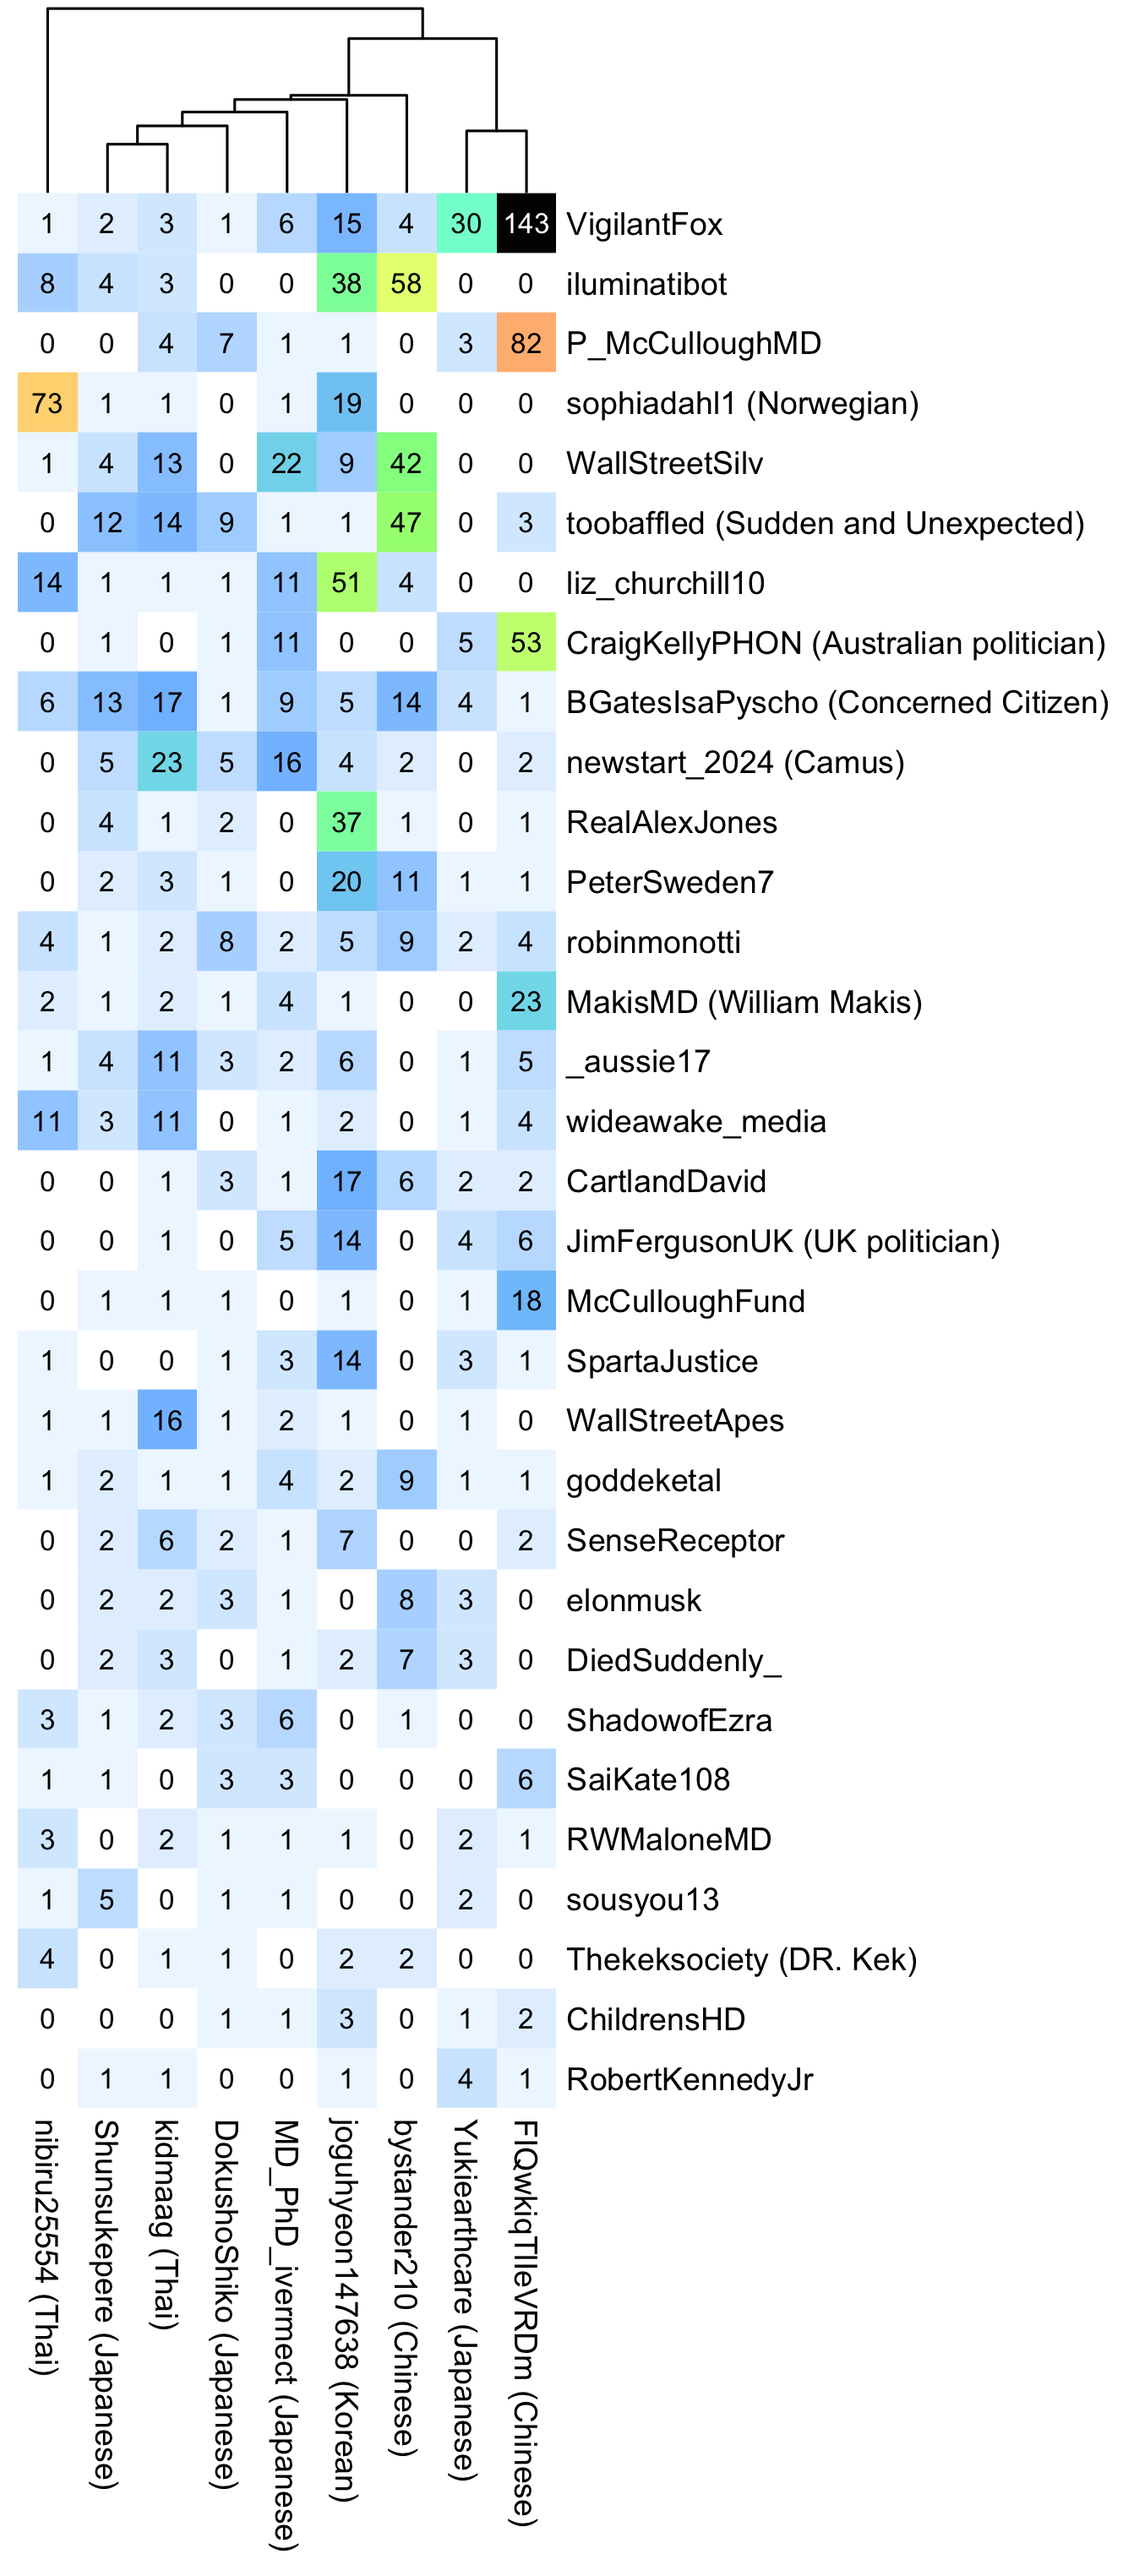 1 2 3 1 6 15 4 30 143 VigilantFox
8 4 3 0 0 38 58 0 0 iluminatibot
0 0 4 7 1 1 0 3 82 P_McCulloughMD
73 1 1 0 1 19 0 0 0 sophiadahl1 (Norwegian)
1 4 13 0 22 9 42 0 0 WallStreetSilv
0 12 14 9 1 1 47 0 3 toobaffled (Sudden and Unexpected)
14 1 1 1 11 51 4 0 0 liz_churchill10
0 1 0 1 11 0 0 5 53 CraigKellyPHON (Australian politician)
6 13 17 1 9 5 14 4 1 BGatesIsaPyscho (Concerned Citizen)
0 5 23 5 16 4 2 0 2 newstart_2024 (Camus)
0 4 1 2 0 37 1 0 1 RealAlexJones
0 2 3 1 0 20 11 1 1 PeterSweden7
4 1 2 8 2 5 9 2 4 robinmonotti
2 1 2 1 4 1 0 0 23 MakisMD (William Makis)
1 4 11 3 2 6 0 1 5 _aussie17
11 3 11 0 1 2 0 1 4 wideawake_media
0 0 1 3 1 17 6 2 2 CartlandDavid
0 0 1 0 5 14 0 4 6 JimFergusonUK (UK politician)
0 1 1 1 0 1 0 1 18 McCulloughFund
1 0 0 1 3 14 0 3 1 SpartaJustice
1 1 16 1 2 1 0 1 0 WallStreetApes
1 2 1 1 4 2 9 1 1 goddeketal
0 2 6 2 1 7 0 0 2 SenseReceptor
0 2 2 3 1 0 8 3 0 elonmusk
0 2 3 0 1 2 7 3 0 DiedSuddenly_
3 1 2 3 6 0 1 0 0 ShadowofEzra
1 1 0 3 3 0 0 0 6 SaiKate108
3 0 2 1 1 1 0 2 1 RWMaloneMD
1 5 0 1 1 0 0 2 0 sousyou13
4 0 1 1 0 2 2 0 0 Thekeksociety (DR. Kek)
0 0 0 1 1 3 0 1 2 ChildrensHD
0 1 1 0 0 1 0 4 1 RobertKennedyJr
nibiru25554 (Thai)
Shunsukepere (Japanese)
kidmaag (Thai)
DokushoShiko (Japanese)
MD_PhD_ivermect (Japanese)
joguhyeon147638 (Korean)
bystander210 (Chinese)
Yukiearthcare (Japanese)